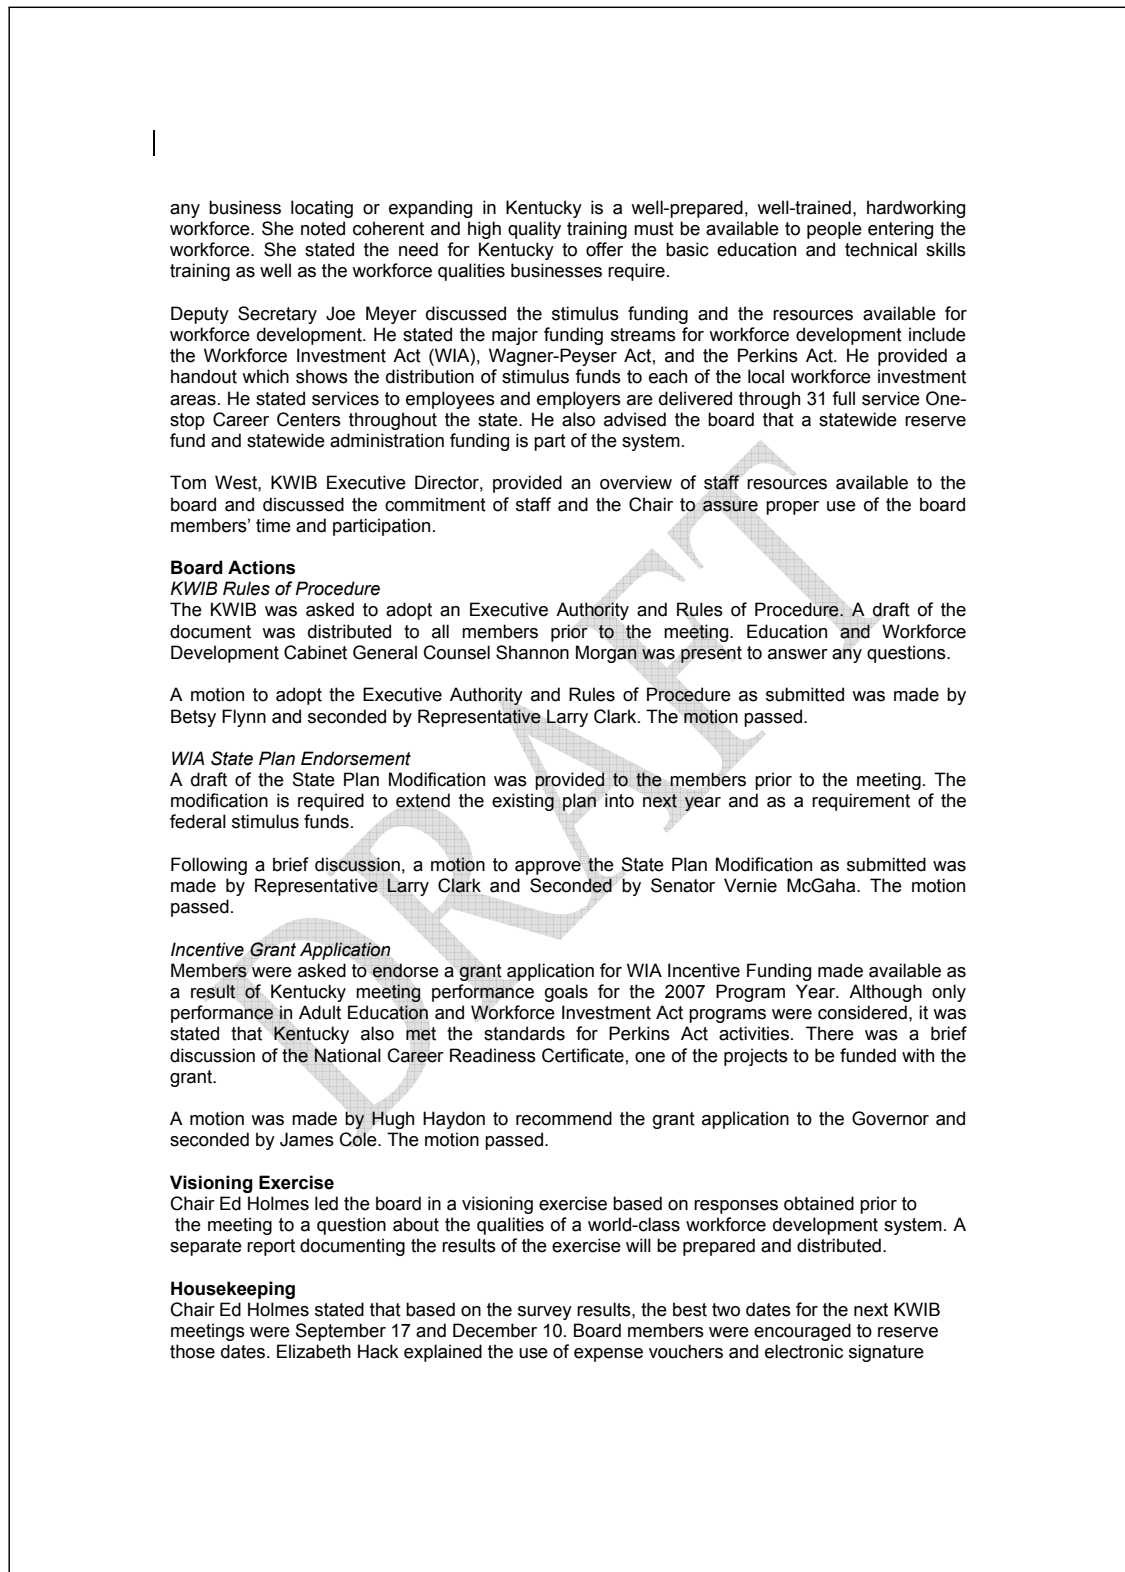 any business locating or expanding in Kentucky is a well-prepared, well-trained, hardworking
workforce. She noted coherent and high quality training must be available to people entering the
workforce. She stated the need for Kentucky to offer the basic education and technical skills
training as well as the workforce qualities businesses require.
Deputy Secretary Joe Meyer discussed the stimulus funding and the resources available for
workforce development. He stated the major funding streams for workforce development include
the Workforce Investment Act (WIA), Wagner-Peyser Act, and the Perkins Act. He provided a
handout which shows the distribution of stimulus funds to each of the local workforce investment
areas. He stated services to employees and employers are delivered through 31 full service One-
stop Career Centers throughout the state. He also advised the board that a statewide reserve
fund and statewide administration funding is part of the system.
Tom West, KWIB Executive Director, provided an overview of staff resources available to the
board and discussed the commitment of staff and the Chair to assure proper use of the board
members' time and participation.
Board Actions
KWIB Rules of Procedure
The KWIB was asked to adopt an Executive Authority and Rules of Procedure. A draft of the
document was distributed to all members prior to the meeting. Education and Workforce
Development Cabinet General Counsel Shannon Morgan was present to answer any questions.
A motion to adopt the Executive Authority and Rules of Procedure as submitted was made by
Betsy Flynn and seconded by Representative Larry Clark. The motion passed.
WIA State Plan Endorsement
A draft of the State Plan Modification was provided to the members prior to the meeting. The
modification is required to extend the existing plan into next year and as a requirement of the
federal stimulus funds.
Following a brief discussion, a motion to approve the State Plan Modification as submitted was
made by Representative Larry Clark and Seconded by Senator Vernie McGaha. The motion
passed.
Incentive Grant Application
Members were asked to endorse a grant application for WIA Incentive Funding made available as
a result of Kentucky meeting performance goals for the 2007 Program Year. Although only
performance in Adult Education and Workforce Investment Act programs were considered, it was
stated that Kentucky also met the standards for Perkins Act activities. There was a brief
discussion of the National Career Readiness Certificate, one of the projects to be funded with the
grant.
A motion was made by Hugh Haydon to recommend the grant application to the Governor and
seconded by James Cole. The motion passed.
Visioning Exercise
Chair Ed Holmes led the board in a visioning exercise based on responses obtained prior to
the meeting to a question about the qualities of a world-class workforce development system. A
separate report documenting the results of the exercise will be prepared and distributed.
Housekeeping
Chair Ed Holmes stated that based on the survey results, the best two dates for the next KWIB
meetings were September 17 and December 10. Board members were encouraged to reserve
those dates. Elizabeth Hack explained the use of expense vouchers and electronic signature
DRAFT